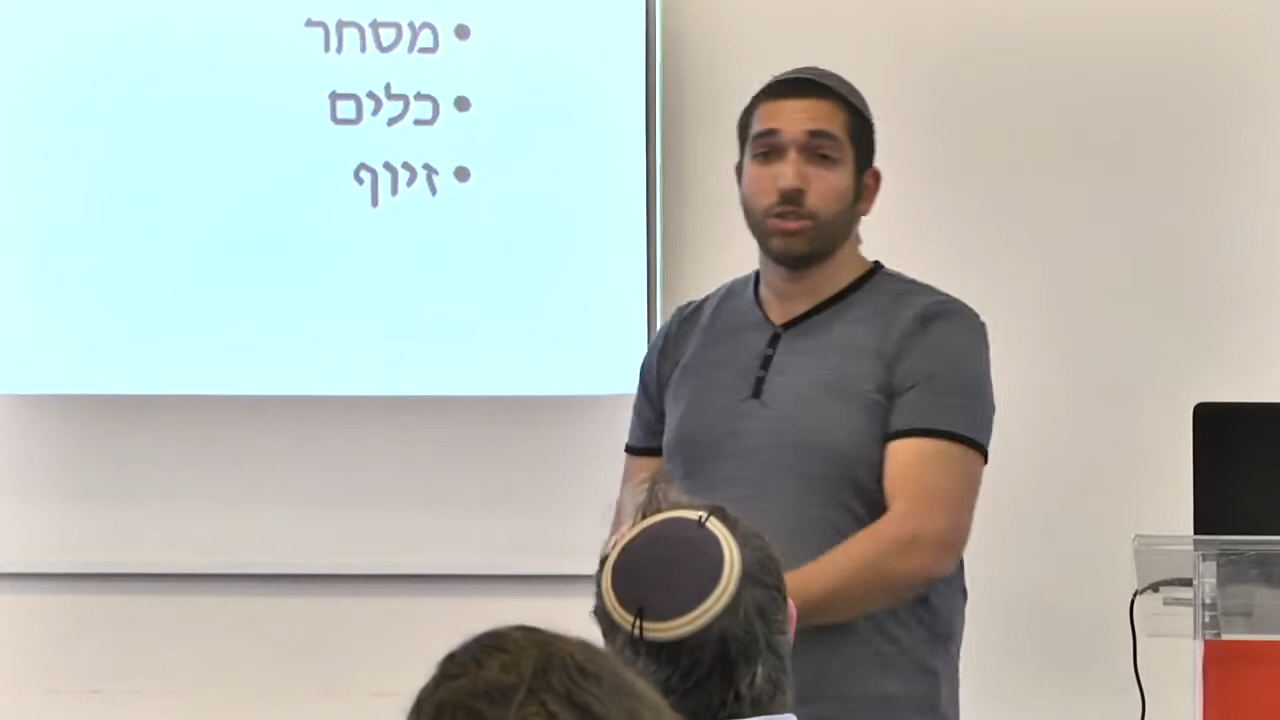 • מסחר
• כלים
• זיוף